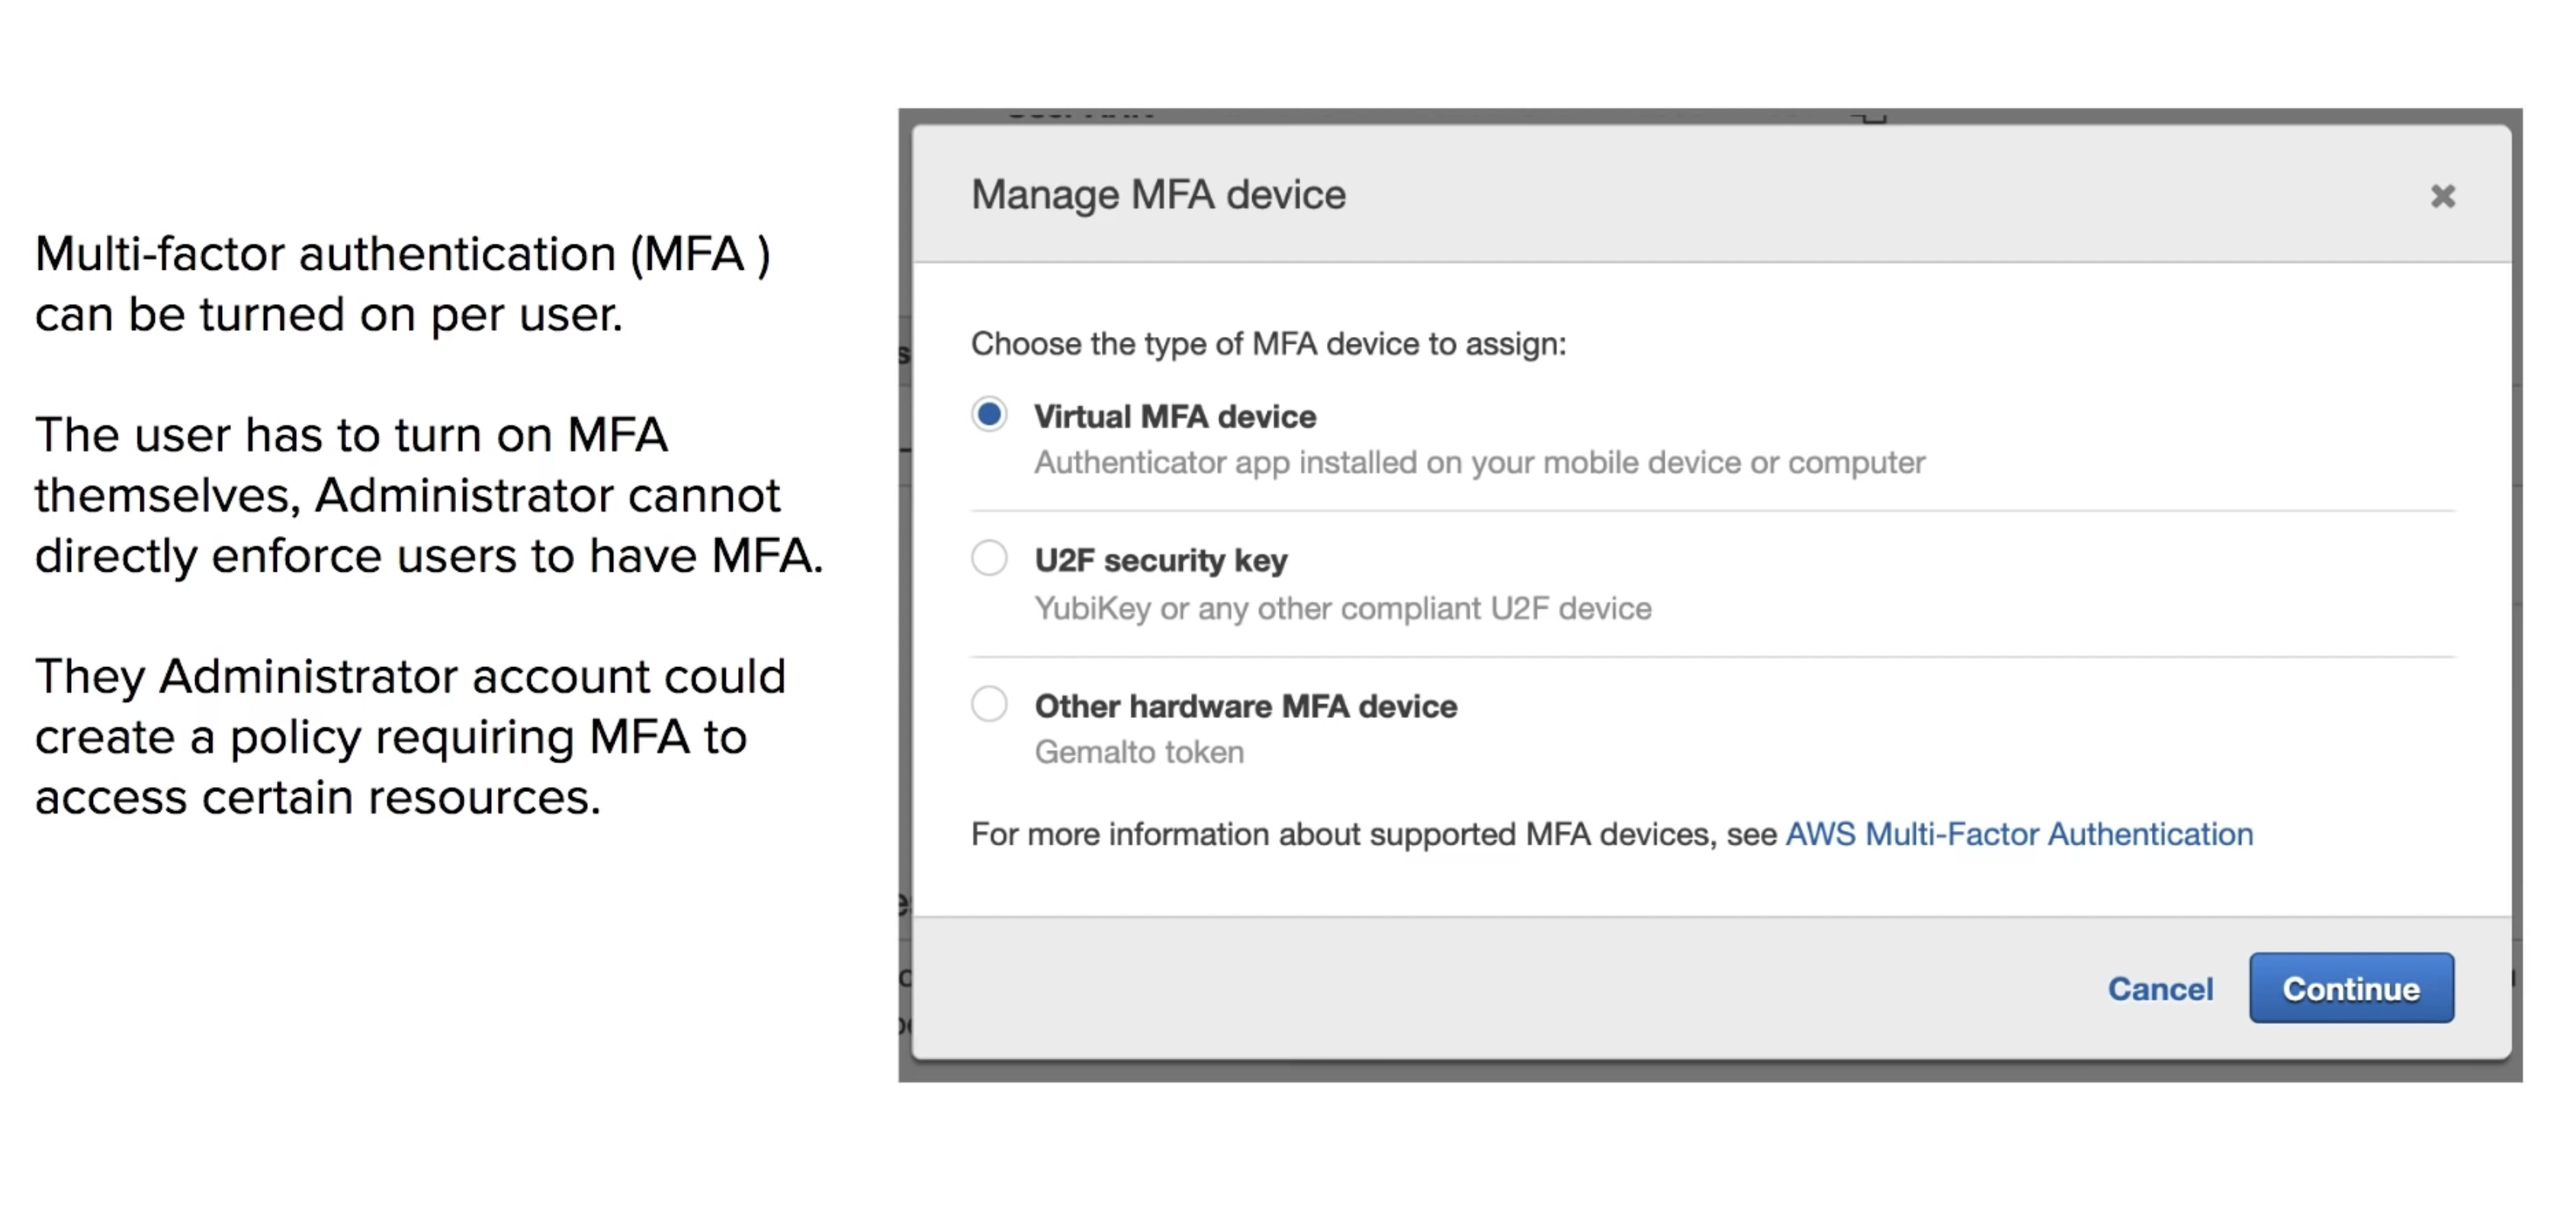 Multi-factor authentication (MFA )
can be turned on per user.
The user has to turn on MFA
themselves, Administrator cannot
directly enforce users to have MFA.
They Administrator account could
create a policy requiring MFA to
access certain resources.
Manage MFA device
Choose the type of MFA device to assign:
Virtual MFA device
Authenticator app installed on your mobile device or computer
U2F security key
YubiKey or any other compliant U2F device
Other hardware MFA device
Gemalto token
For more information about supported MFA devices, see AWS Multi-Factor Authentication
Cancel Continue